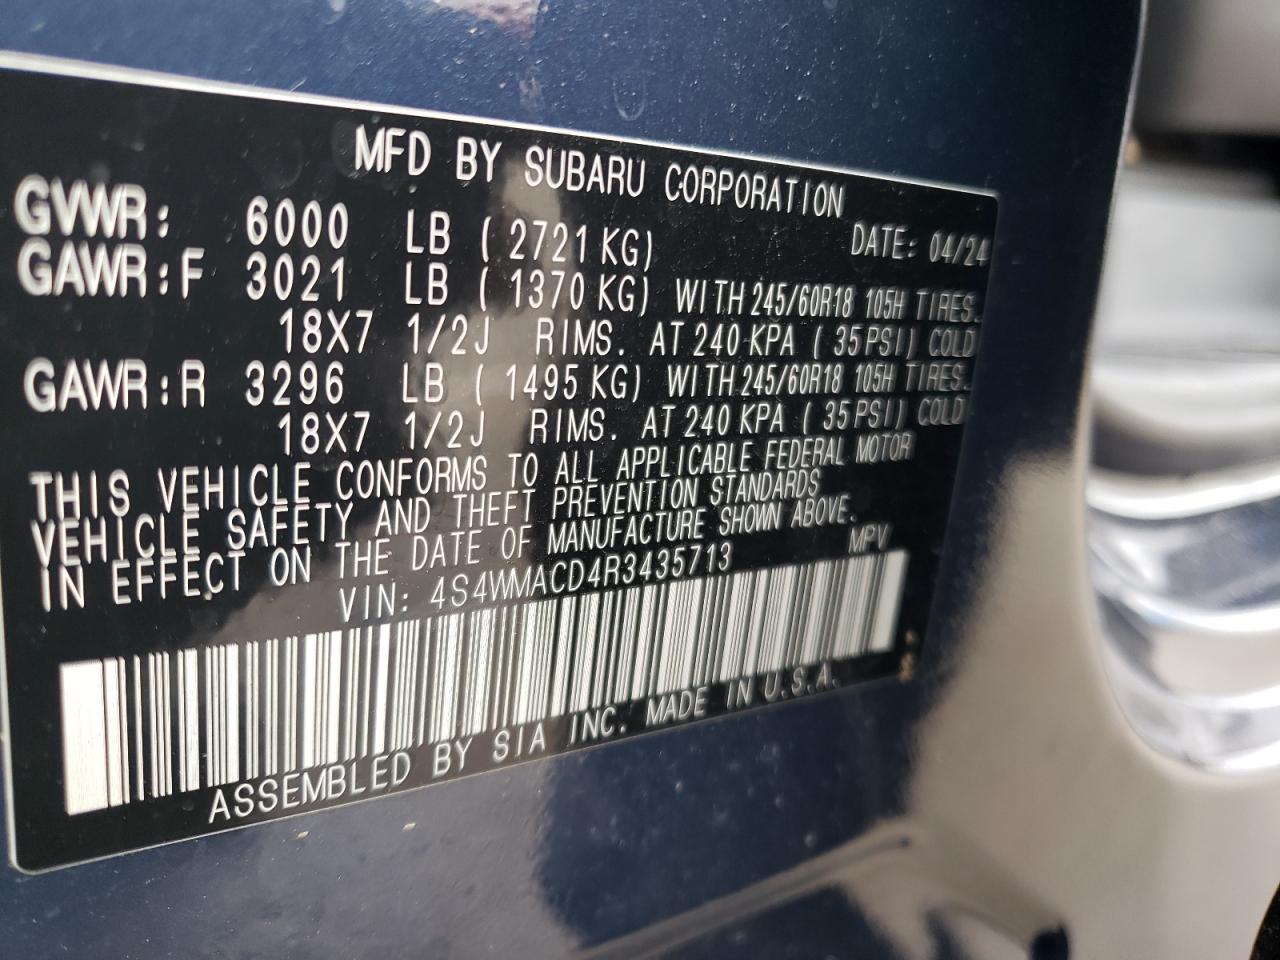 MFD BY SUBARU CORPORATION
GVWR: 6000 LB ( 2721 KG) DATE: 04/24
GAWR:F 3021 LB ( 1370 KG) WITH 245/60R18 105H TIRES.
18X7 1/2J RIMS. AT 240 KPA ( 35 PSI) COLD
GAWR:R 3296 LB ( 1495 KG) WITH 245/60R18 105H TIRES.
18X7 1/2J RIMS. AT 240 KPA ( 35 PSI) COLD
THIS VEHICLE CONFORMS TO ALL APPLICABLE FEDERAL MOTOR
VEHICLE SAFETY AND THEFT PREVENTION STANDARDS
IN EFFECT ON THE DATE OF MANUFACTURE SHOWN ABOVE.
VIN: 4S4WMACD4R3435713 MPV
ASSEMBLED BY SIA INC. MADE IN U.S.A.